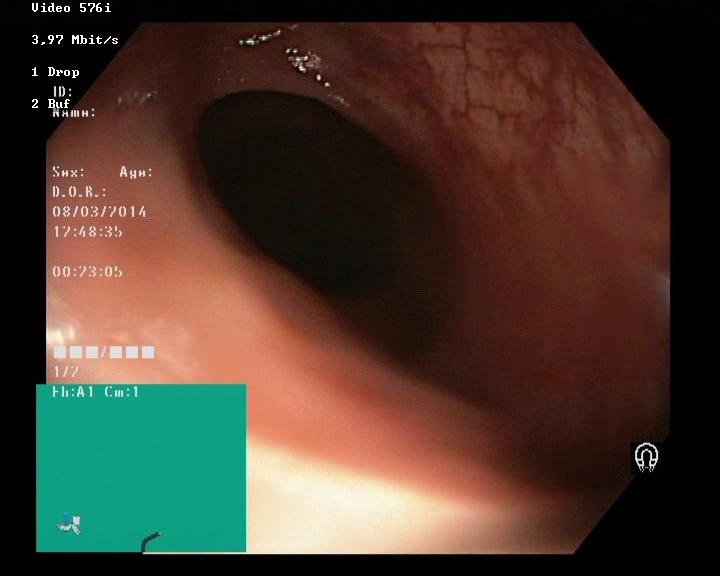 Video 576i
3,97 Mbit/s
1 Drop
ID:
2 Buf
Name:
Sex: Age:
D.O.B.:
08/03/2014
12:48:35
00:23:05
■■■/■■■
1/2
Eh:A1 Cm:1